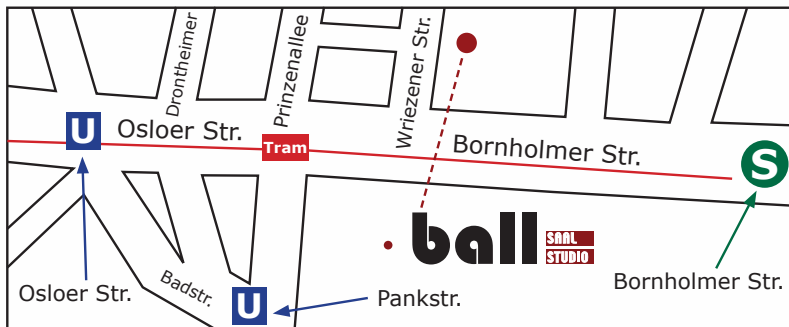 Drontheimer
Prinzenallee
Wriezener Str.
U
Osloer Str.
Tram
Bornholmer Str.
S
ball
SAAL
STUDIO
Osloer Str.
Badstr.
U
Pankstr.
Bornholmer Str.